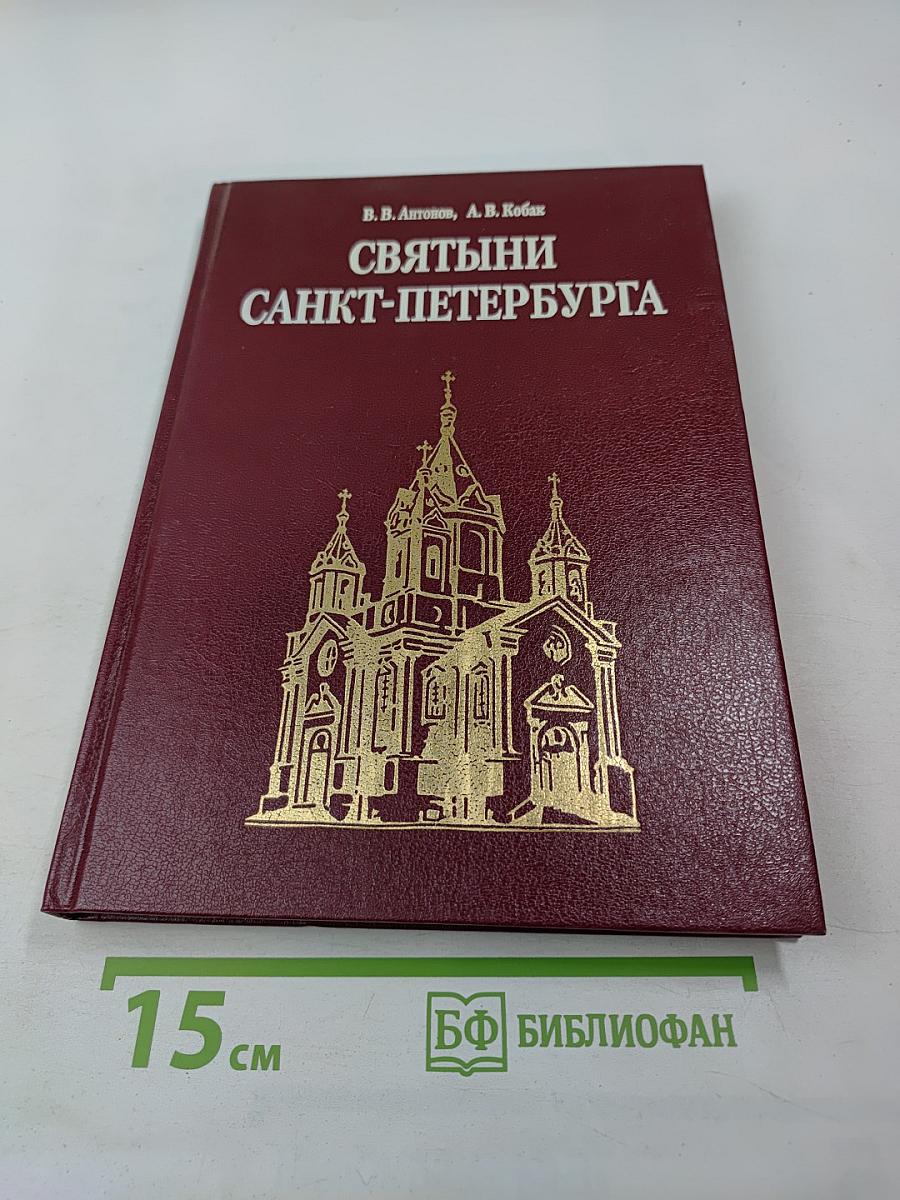 В. В. Антонов, А. В. Кобак
СВЯТЫНИ
САНКТ-ПЕТЕРБУРГА
15 см
БФ БИБЛИОФАН